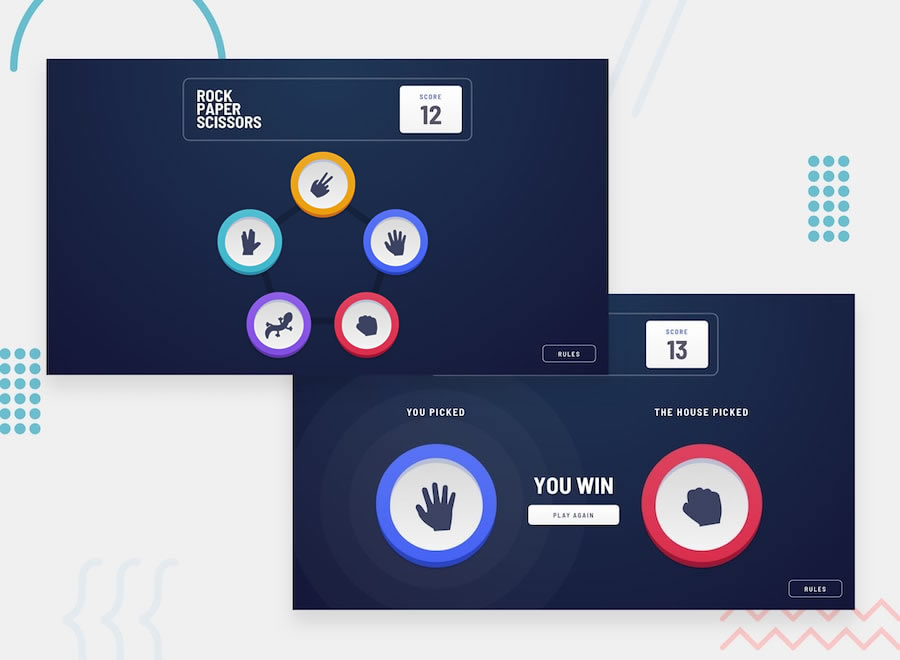 ROCK
PAPER
SCISSORS
SCORE
12
RULES
SCORE
13
YOU PICKED
THE HOUSE PICKED
YOU WIN
PLAY AGAIN
RULES